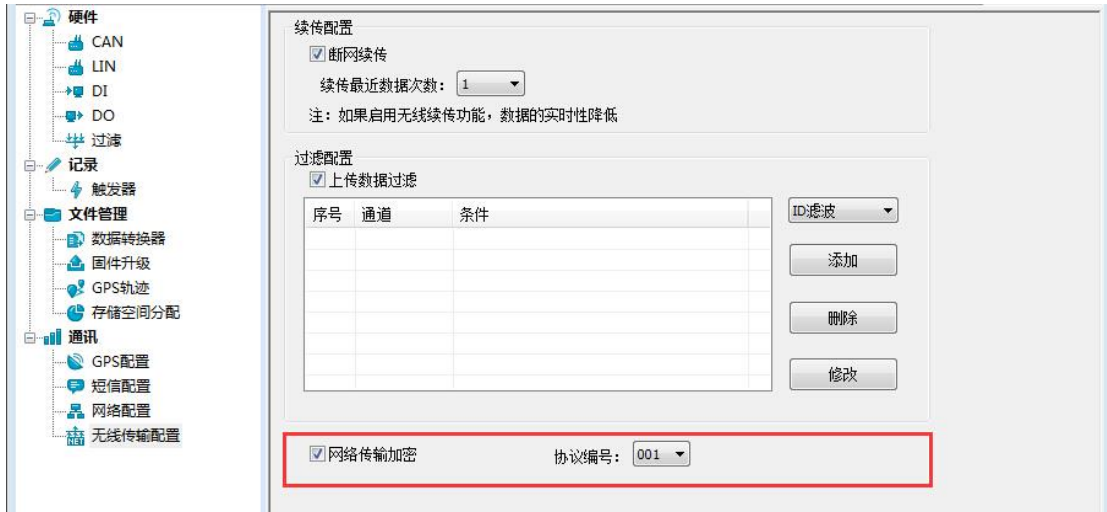 硬件
CAN
LIN
DI
DO
过滤
记录
触发器
文件管理
数据转换器
固件升级
GPS轨迹
存储空间分配
通讯
GPS配置
短信配置
网络配置
无线传输配置
续传配置
断网续传
续传最近数据次数： 1
注：如果启用无线续传功能，数据的实时性降低
过滤配置
上传数据过滤
序号 通道 条件
ID滤波
添加
删除
修改
网络传输加密 协议编号： 001